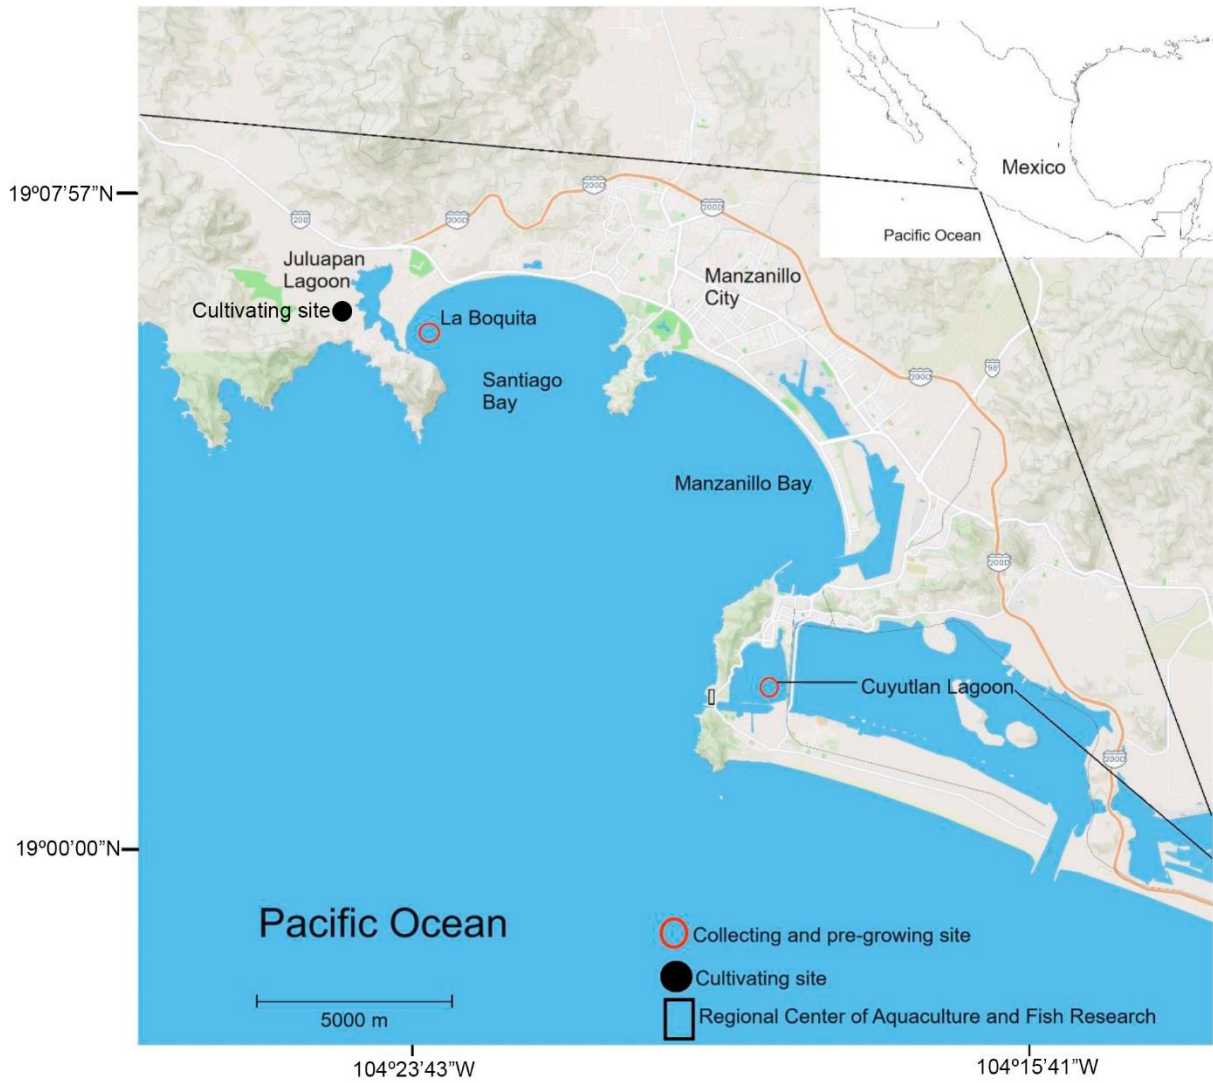 Mexico
Pacific Ocean
19º07'57"N
200
200D
200D
200D
Juluapan
Lagoon
Cultivating site
La Boquita
Manzanillo
City
Santiago
Bay
200D
98
Manzanillo Bay
200D
Cuyutlan Lagoon
200D
19º00'00"N
Pacific Ocean
Collecting and pre-growing site
Cultivating site
Regional Center of Aquaculture and Fish Research
5000 m
104º23'43"W
104º15'41"W